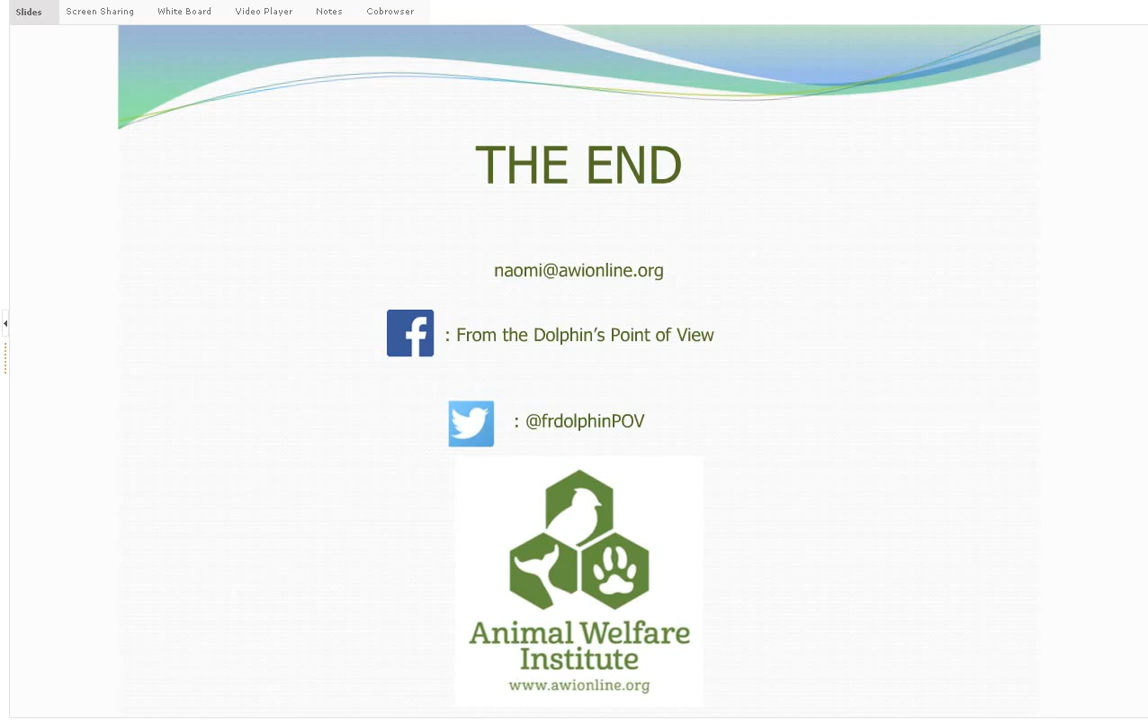 Slides Screen Sharing White Board Video Player Notes Cobrowser
THE END
naomi@awionline.org
: From the Dolphin’s Point of View
: @frdolphinPOV
Animal Welfare
Institute
www.awionline.org